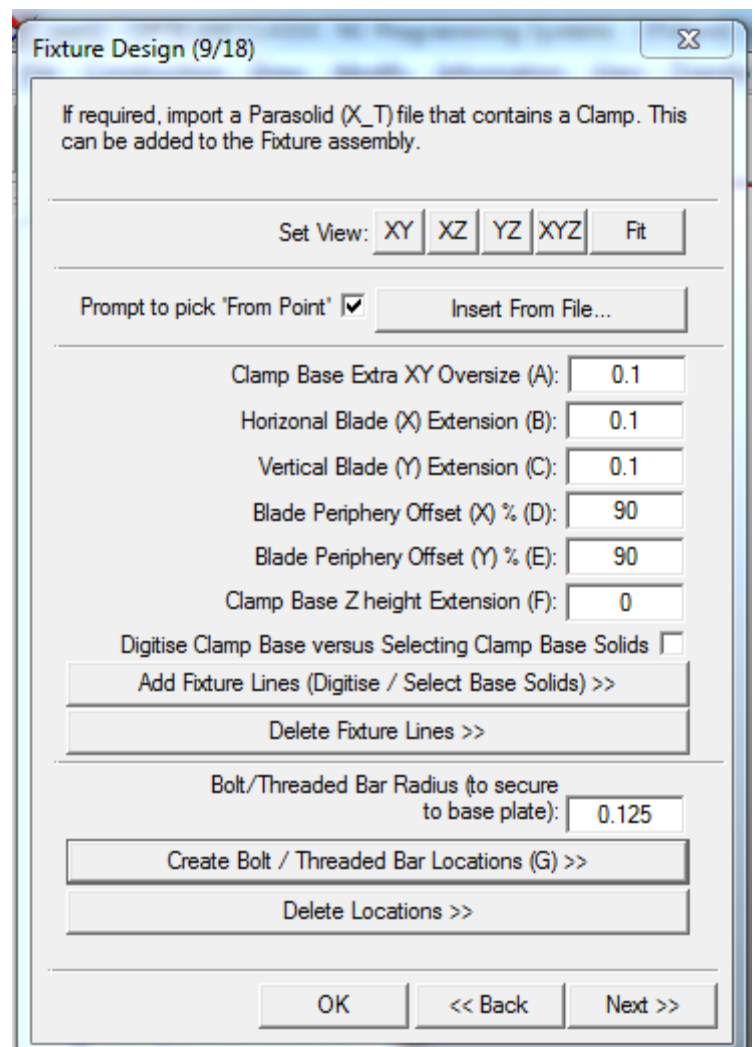 Fixture Design (9/18)
If required, import a Parasolid (X_T) file that contains a Clamp. This
can be added to the Fixture assembly.
Set View: XY XZ YZ XYZ Fit
Prompt to pick "From Point" Insert From File...
Clamp Base Extra XY Oversize (A): 0.1
Horizonal Blade (X) Extension (B): 0.1
Vertical Blade (Y) Extension (C): 0.1
Blade Periphery Offset (X) % (D): 90
Blade Periphery Offset (Y) % (E): 90
Clamp Base Z height Extension (F): 0
Digitise Clamp Base versus Selecting Clamp Base Solids
Add Fixture Lines (Digitise / Select Base Solids) >>
Delete Fixture Lines >>
Bolt/Threaded Bar Radius (to secure
to base plate): 0.125
Create Bolt / Threaded Bar Locations (G) >>
Delete Locations >>
OK << Back Next >>